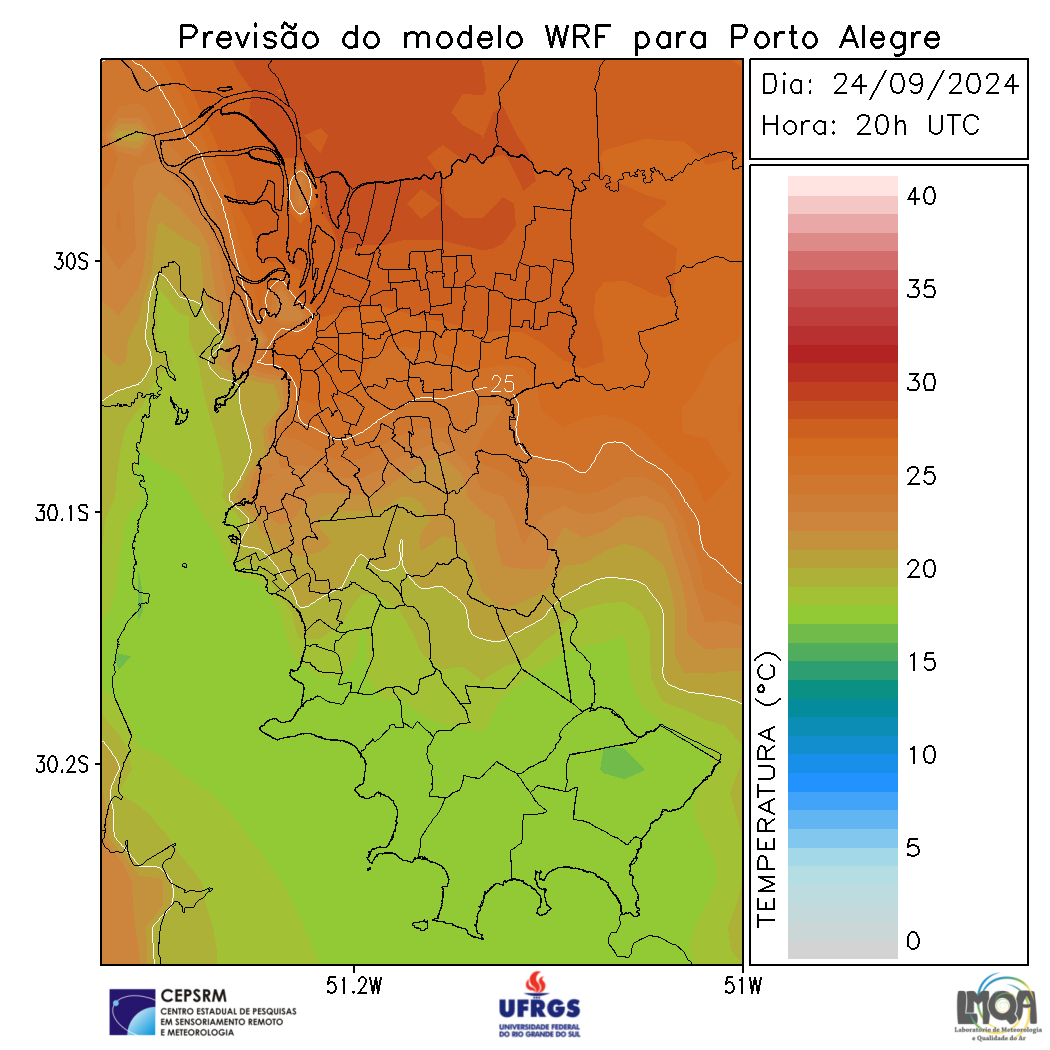 Previsão do modelo WRF para Porto Alegre
Dia: 24/09/2024
Hora: 20h UTC
40
35
30
25
20
15
10
5
0
TEMPERATURA (°C)
30S
30.1S
30.2S
25
51.2W
51W
CEPSRM
CENTRO ESTADUAL DE PESQUISAS
EM SENSORIAMENTO REMOTO
E METEOROLOGIA
UFRGS
UNIVERSIDADE FEDERAL
DO RIO GRANDE DO SUL
LMQA
Laboratório de Meteorologia
e Qualidade do Ar